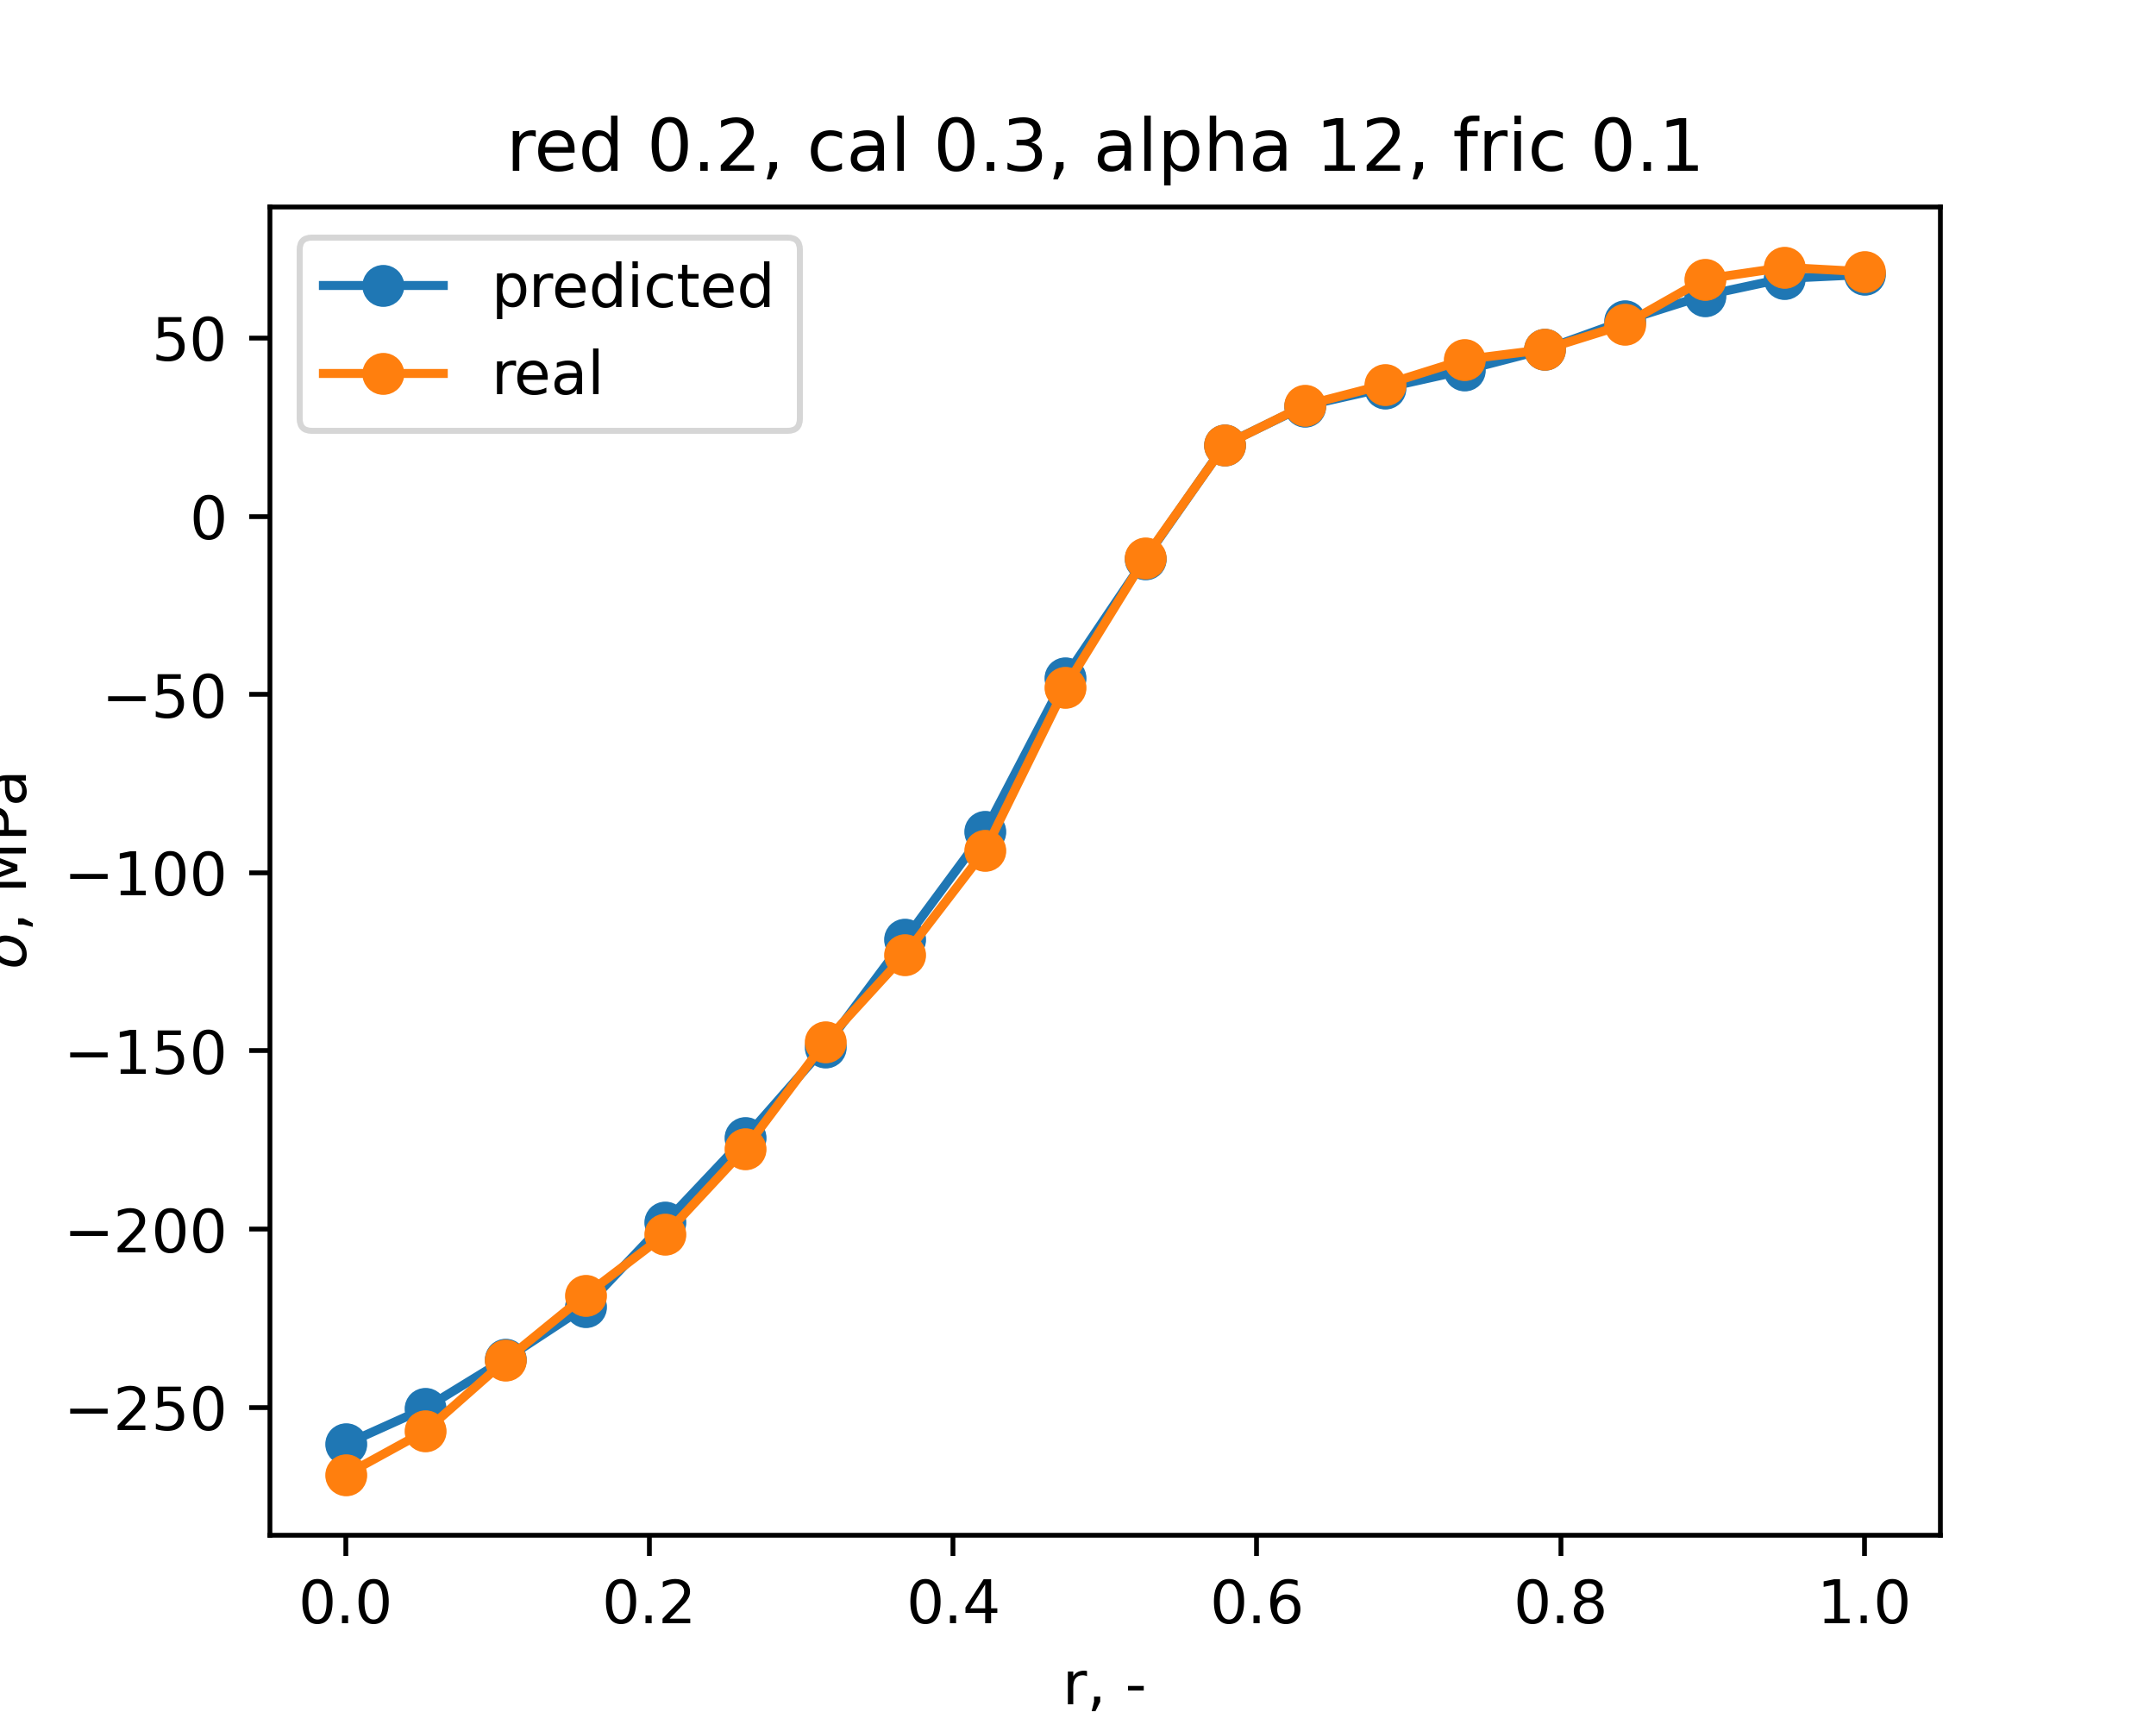 red 0.2, cal 0.3, alpha 12, fric 0.1
predicted
real
50
0
−50
−100
−150
−200
−250
σ, MPa
0.0 0.2 0.4 0.6 0.8 1.0
r, -